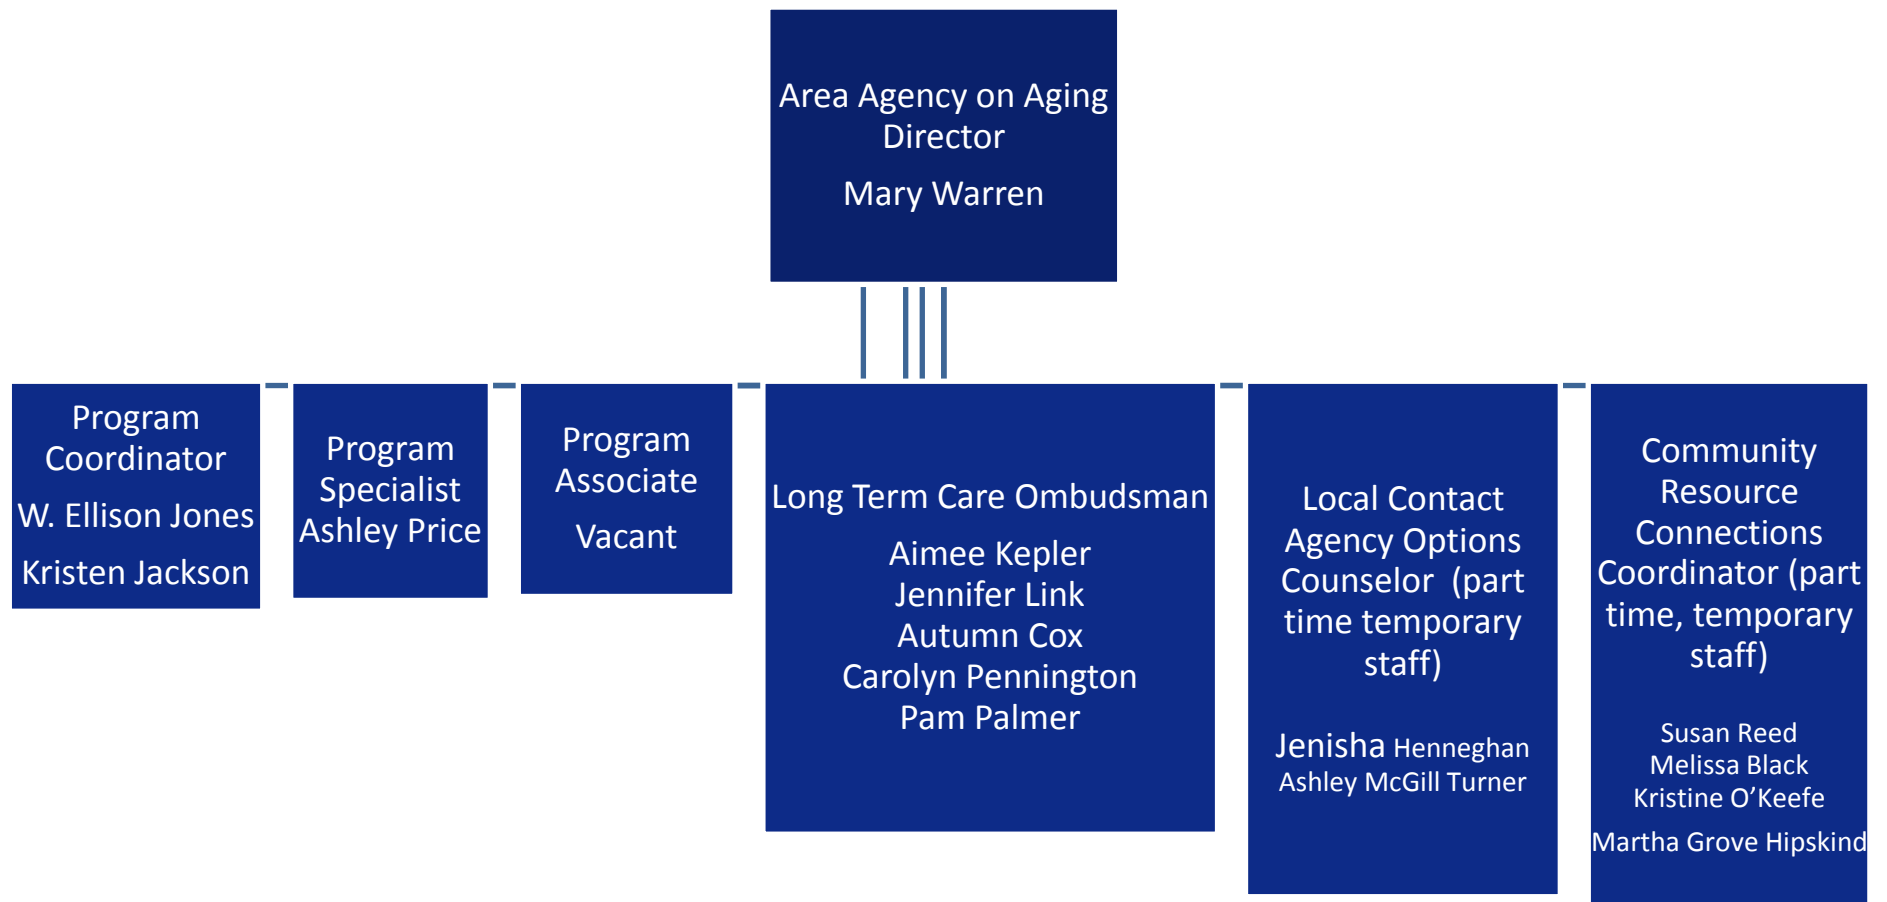 Area Agency on Aging
Director
Mary Warren
Program
Coordinator
W. Ellison Jones
Kristen Jackson
Program
Specialist
Ashley Price
Program
Associate
Vacant
Long Term Care Ombudsman
Aimee Kepler
Jennifer Link
Autumn Cox
Carolyn Pennington
Pam Palmer
Local Contact
Agency Options
Counselor (part
time temporary
staff)
Jenisha Henneghan
Ashley McGill Turner
Community
Resource
Connections
Coordinator (part
time, temporary
staff)
Susan Reed
Melissa Black
Kristine O’Keefe
Martha Grove Hipskind